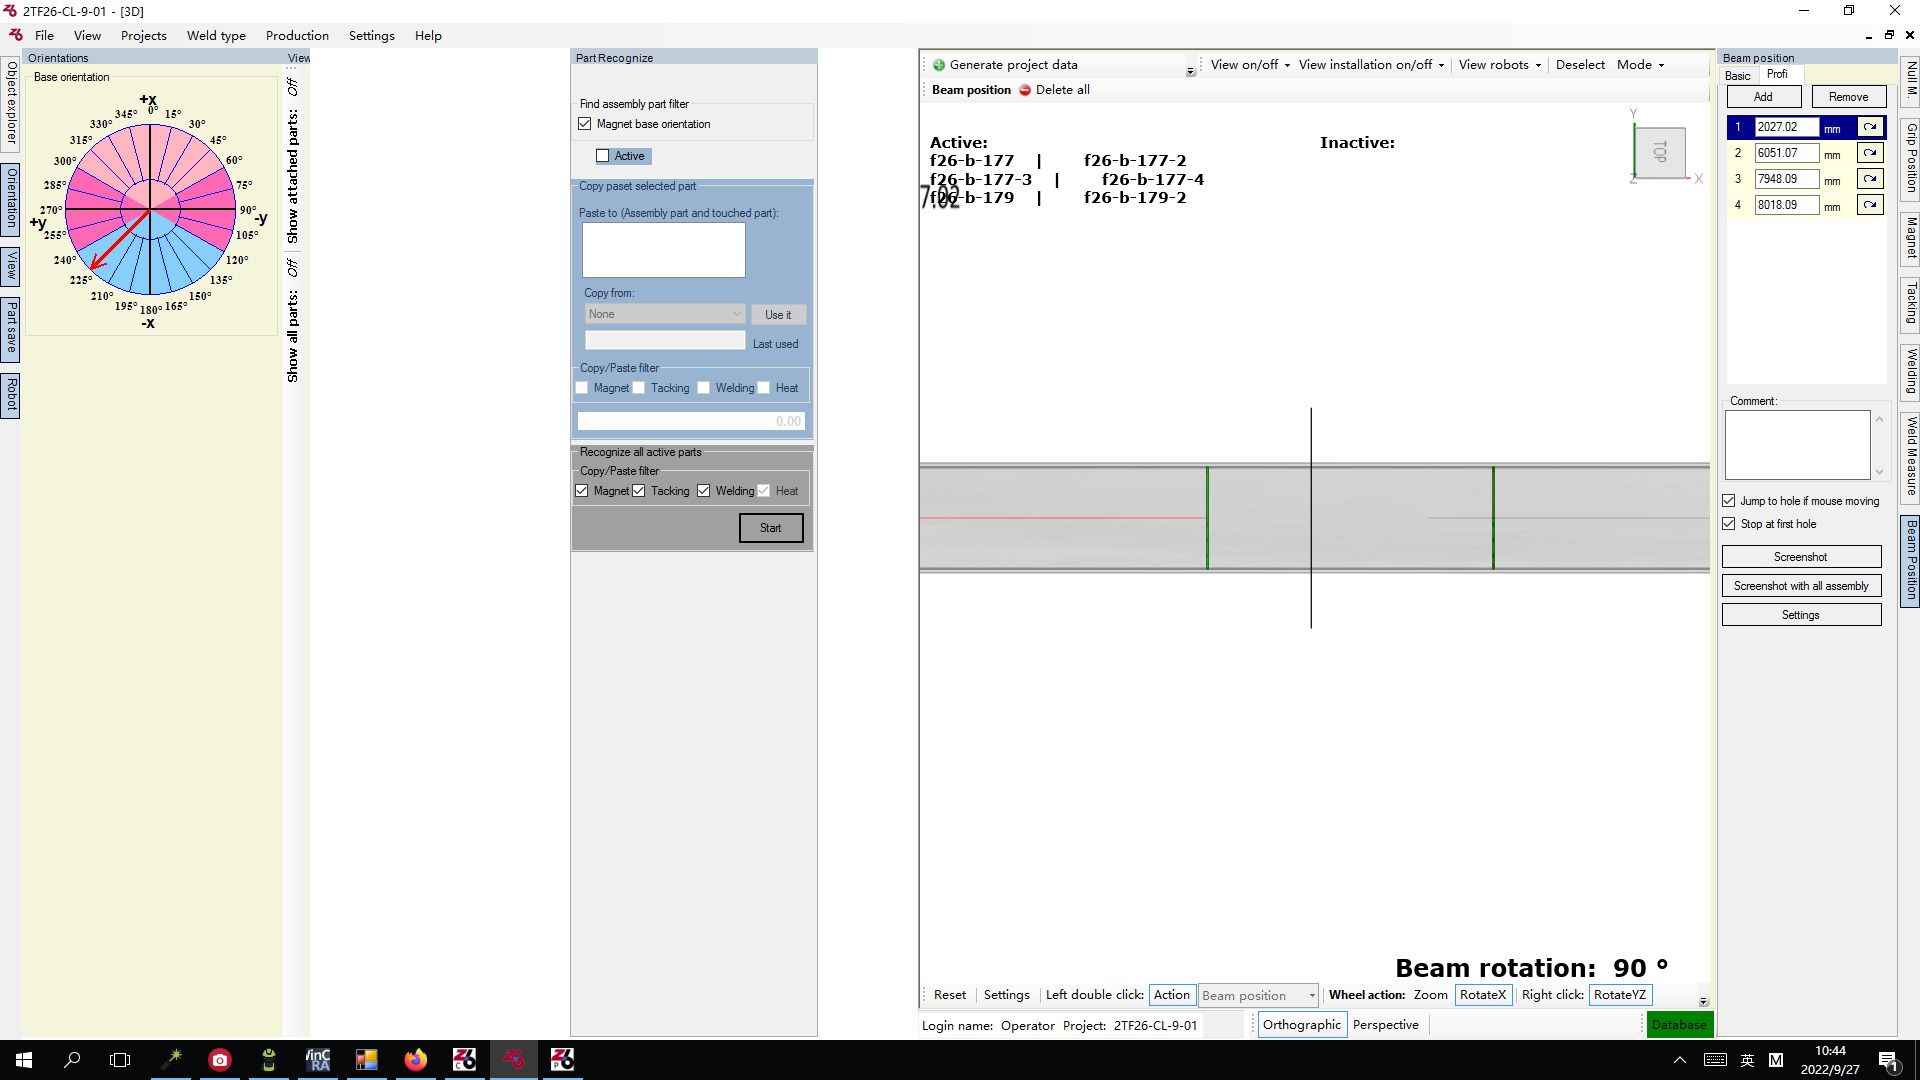 2TF26-CL-9-01 - [3D]
File View Projects Weld type Production Settings Help
Object explorer
Orientation
View
Part save
Robot
Orientations
Base orientation
+x
0°
15°
30°
45°
60°
75°
90°
-y
105°
120°
135°
150°
165°
180°
-x
195°
210°
225°
240°
255°
+y
270°
285°
300°
315°
330°
345°
View
Show attached parts: Off
Show all parts: Off
Part Recognize
Find assembly part filter
Magnet base orientation
Active
Copy paset selected part
Paste to (Assembly part and touched part):
Copy from:
None
Use it
Last used
Copy/Paste filter
Magnet Tacking Welding Heat
0.00
Recognize all active parts
Copy/Paste filter
Magnet Tacking Welding Heat
Start
Generate project data
View on/off View installation on/off View robots Deselect Mode
Beam position Delete all
Active: Inactive:
f26-b-177 | f26-b-177-2
f26-b-177-3 | f26-b-177-4
f26-b-179 | f26-b-179-2
7.02
Y
TOP
Z
X
Beam rotation: 90 °
Reset Settings Left double click: Action Beam position Wheel action: Zoom RotateX Right click: RotateYZ
Login name: Operator Project: 2TF26-CL-9-01 Orthographic Perspective Database
Beam position
Basic Profi
Add Remove
1 2027.02 mm
2 6051.07 mm
3 7948.09 mm
4 8018.09 mm
Comment:
Jump to hole if mouse moving
Stop at first hole
Screenshot
Screenshot with all assembly
Settings
Null M.
Grip Position
Magnet
Tacking
Welding
Weld Measure
Beam Position
英
M
10:44
2022/9/27
1